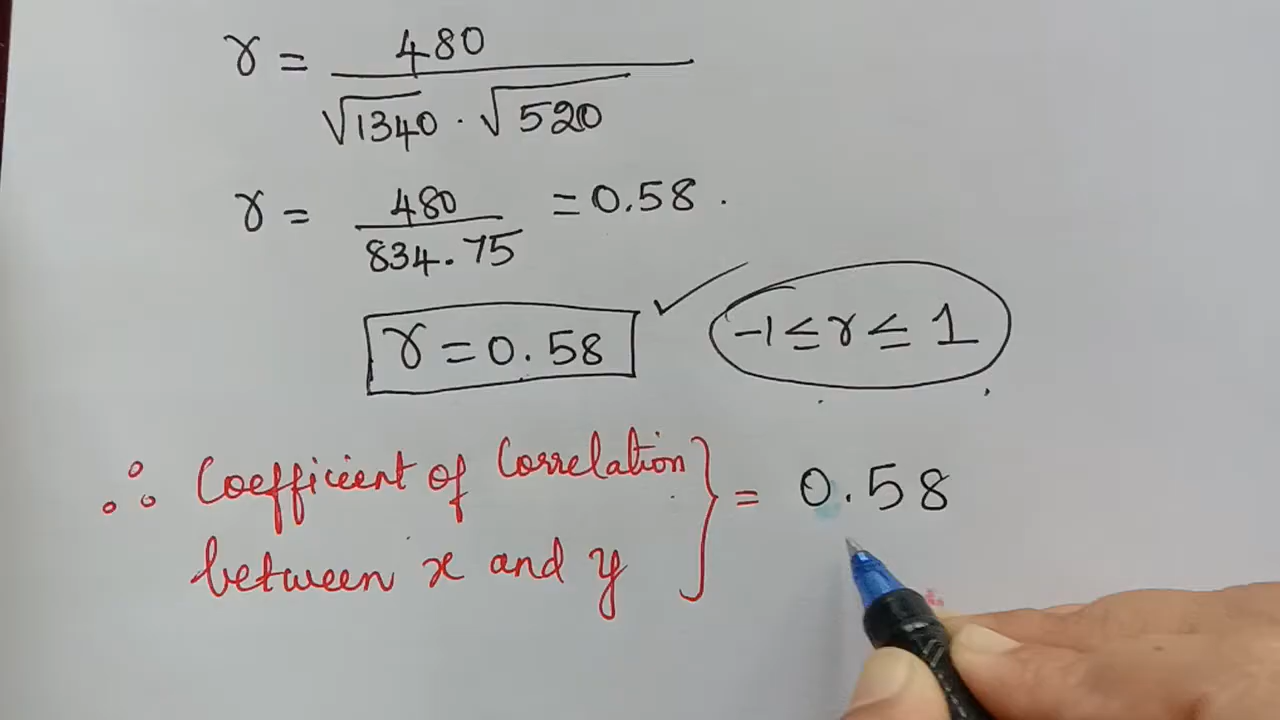 r = 480 / √1340 · √520
r = 480 / 834.75 = 0.58.
r = 0.58 ✓ -1 ≤ r ≤ 1
∴ Coefficient of Correlation
between x and y } = 0.58